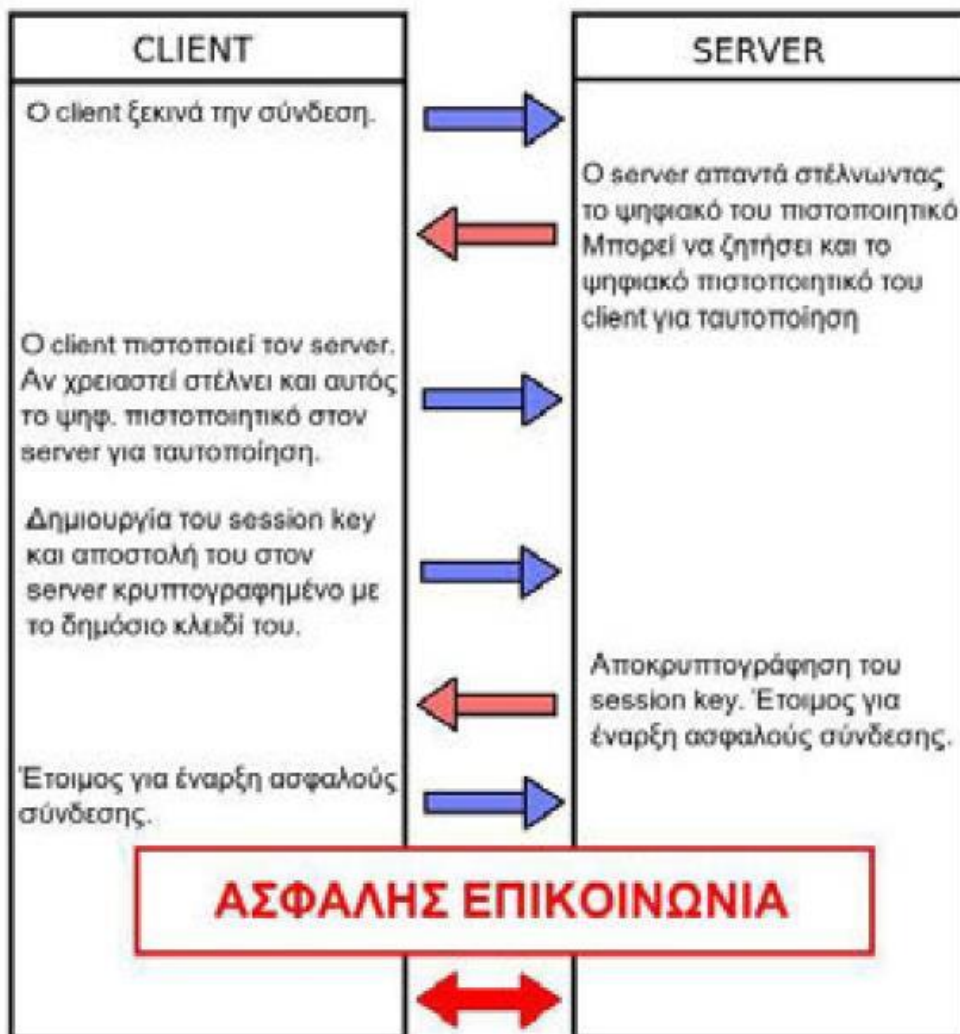 CLIENT
SERVER
Ο client ξεκινά την σύνδεση.
Ο server απαντά στέλνωντας
το ψηφιακό του πιστοποιητικό
Μπορεί να ζητήσει και το
ψηφιακό πιστοποιητικό του
client για ταυτοποίηση
Ο client πιστοποιεί τον server.
Αν χρειαστεί στέλνει και αυτός
το ψηφ. πιστοποιητικό στον
server για ταυτοποίηση.
Δημιουργία του session key
και αποστολή του στον
server κρυπτογραφημένο με
το δημόσιο κλειδί του.
Αποκρυπτογράφηση του
session key. Έτοιμος για
έναρξη ασφαλούς σύνδεσης.
Έτοιμος για έναρξη ασφαλούς
σύνδεσης.
ΑΣΦΑΛΗΣ ΕΠΙΚΟΙΝΩΝΙΑ